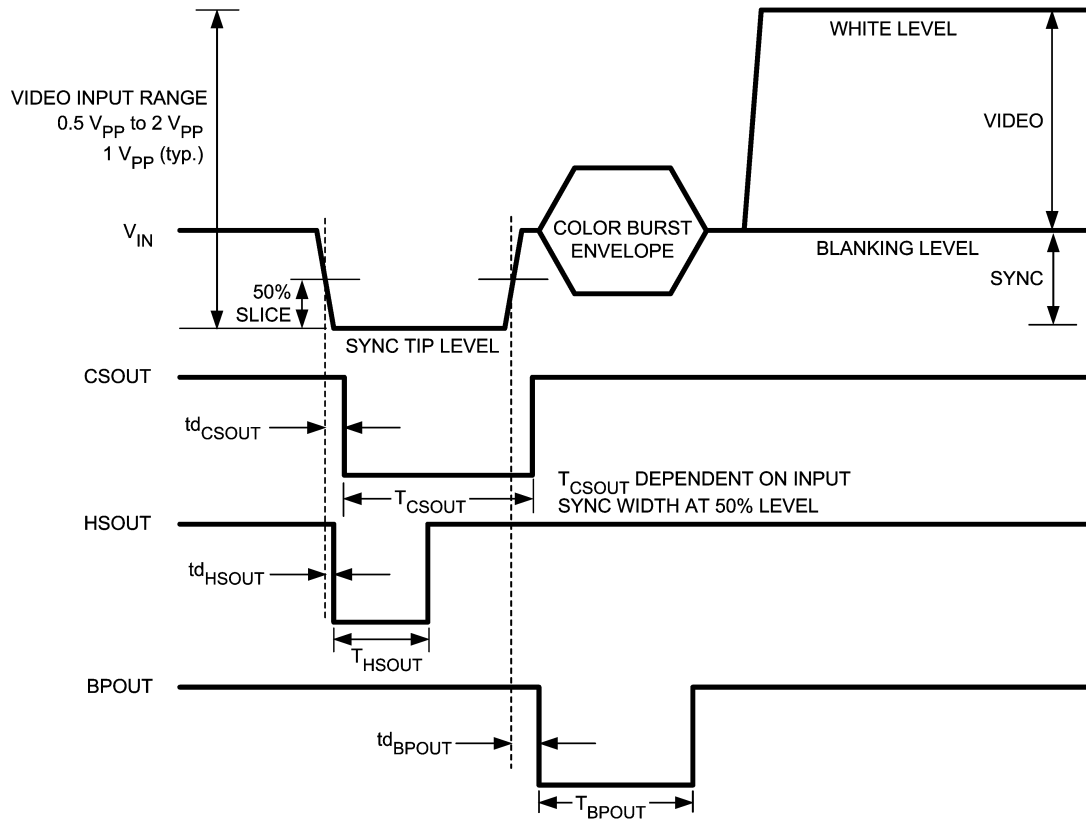 WHITE LEVEL
VIDEO INPUT RANGE
0.5 VPP to 2 VPP
1 VPP (typ.)
VIDEO
VIN
COLOR BURST
ENVELOPE
BLANKING LEVEL
SYNC
50%
SLICE
SYNC TIP LEVEL
CSOUT
tdCSOUT
TCSOUT
TCSOUT DEPENDENT ON INPUT
SYNC WIDTH AT 50% LEVEL
HSOUT
tdHSOUT
THSOUT
BPOUT
tdBPOUT
TBPOUT